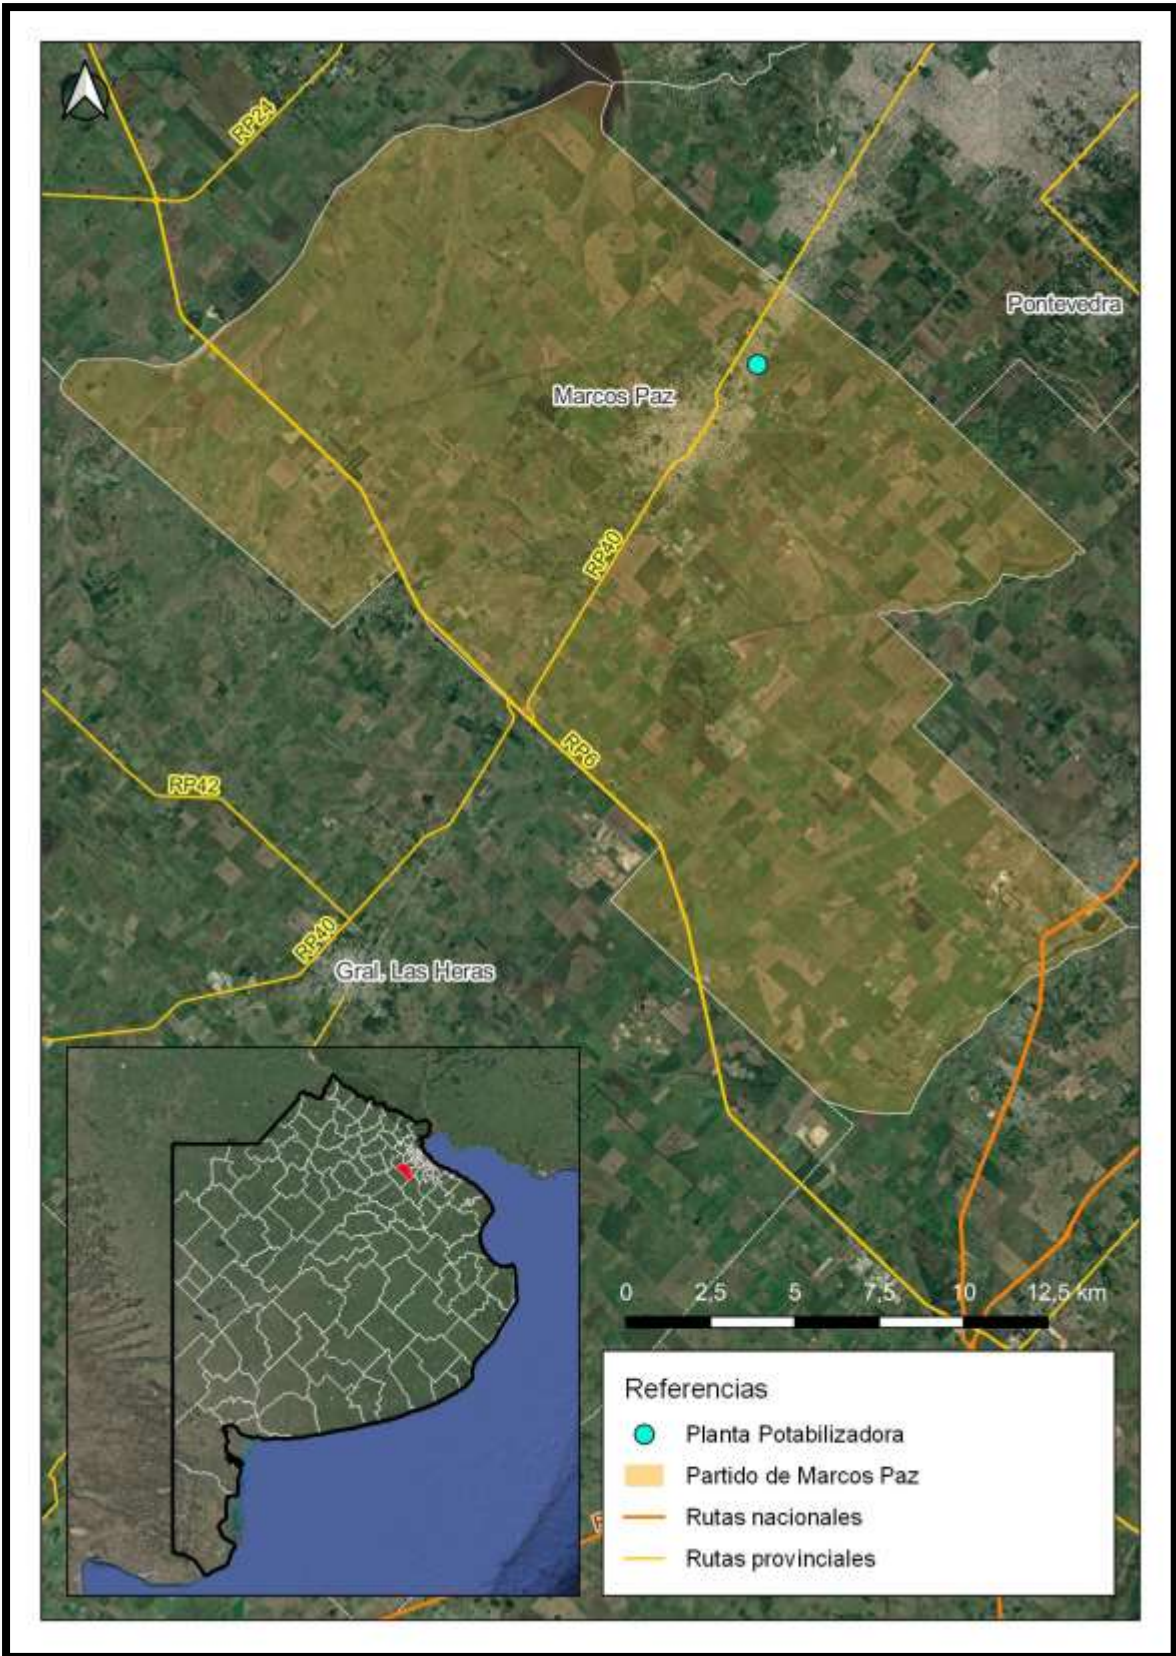 RP24
Pontevedra
Marcos Paz
RP40
RP6
RP42
RP40
Gral. Las Heras
0 2,5 5 7,5 10 12,5 km
Referencias
Planta Potabilizadora
Partido de Marcos Paz
Rutas nacionales
Rutas provinciales